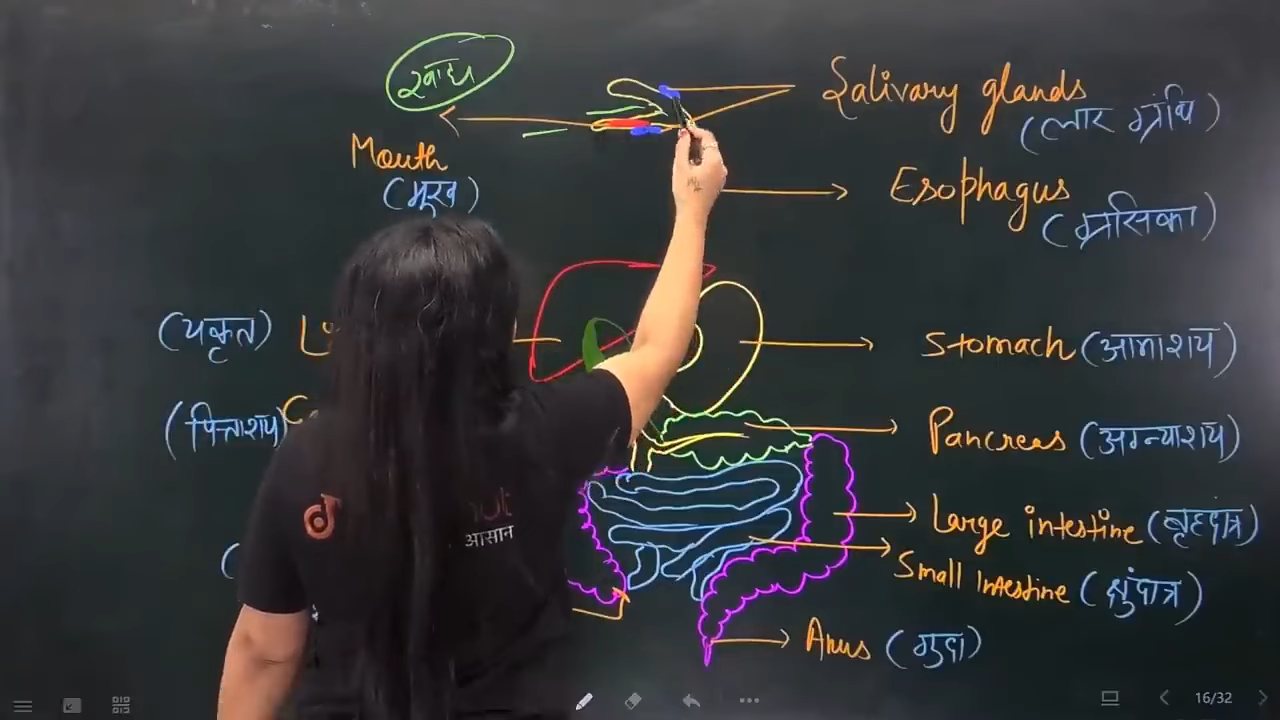 खाद्य
Salivary glands
(लार ग्रंथि)
Mouth
(मुख)
Esophagus
(ग्रसिका)
(यकृत)
Stomach (आमाशय)
(पित्ताशय)
Pancreas (अग्न्याशय)
Large intestine (बृहदांत्र)
आसान
Small Intestine (क्षुद्रांत्र)
Anus (गुदा)
16/32